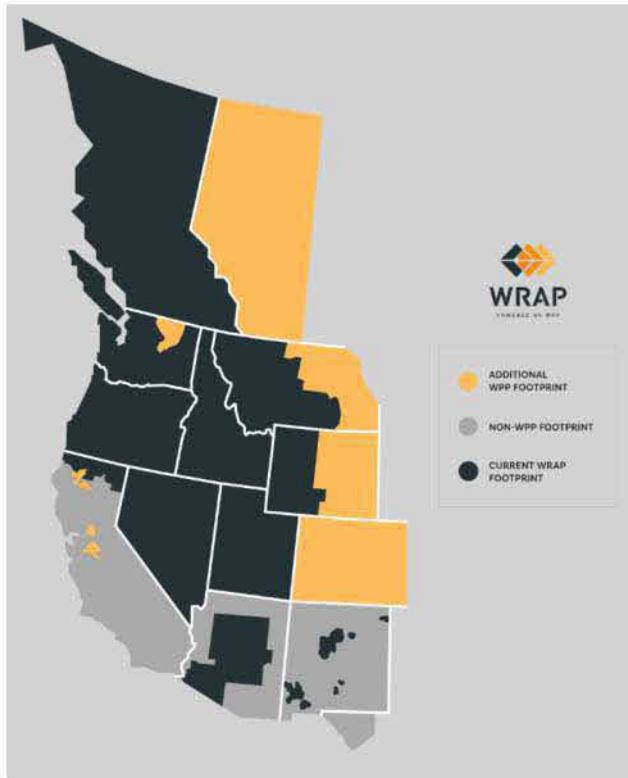 WRAP
POWERED BY WPP
ADDITIONAL
WPP FOOTPRINT
NON-WPP FOOTPRINT
CURRENT WRAP
FOOTPRINT